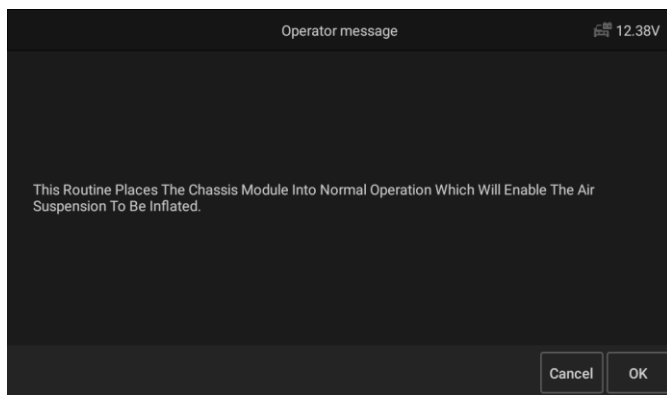 Operator message
12.38V
This Routine Places The Chassis Module Into Normal Operation Which Will Enable The Air
Suspension To Be Inflated.
Cancel
OK